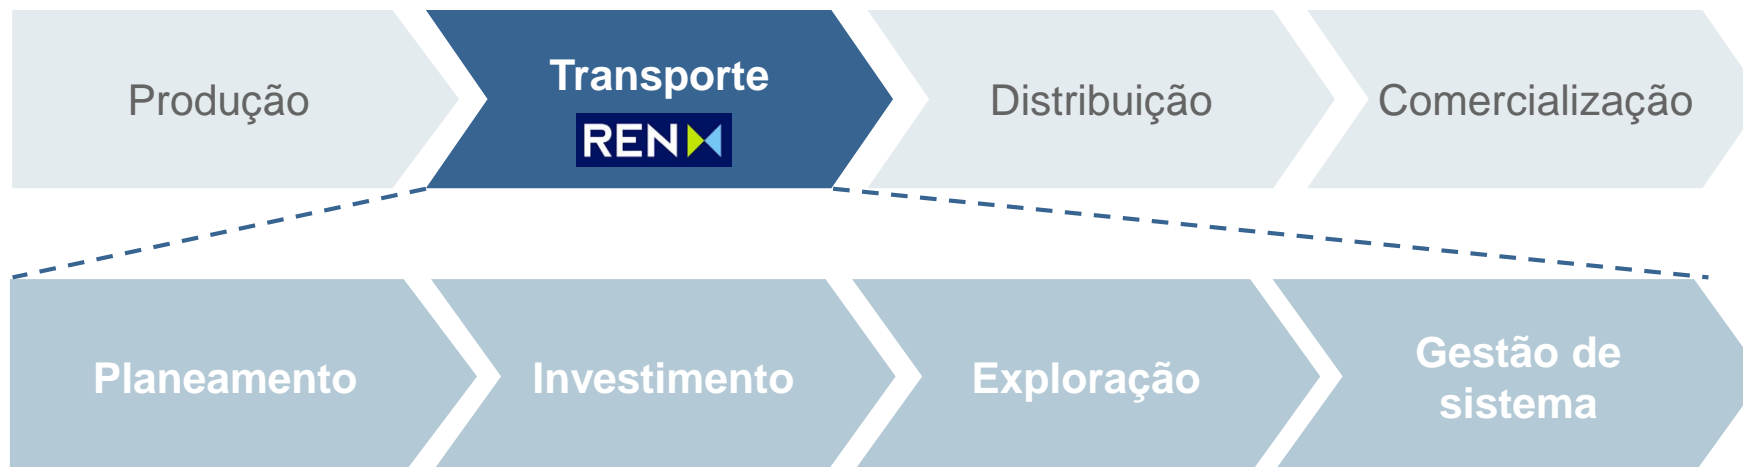 Produção
Transporte
REN
Distribuição
Comercialização
Planeamento
Investimento
Exploração
Gestão de
sistema